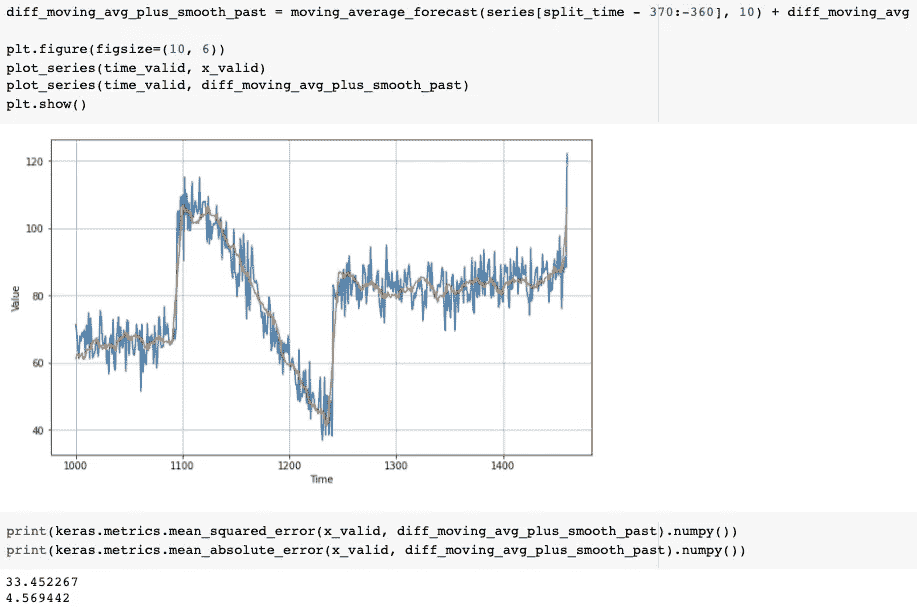 diff_moving_avg_plus_smooth_past = moving_average_forecast(series[split_time - 370:-360], 10) + diff_moving_avg
plt.figure(figsize=(10, 6))
plot_series(time_valid, x_valid)
plot_series(time_valid, diff_moving_avg_plus_smooth_past)
plt.show()
120
100
80
60
40
Value
1000 1100 1200 1300 1400
Time
print(keras.metrics.mean_squared_error(x_valid, diff_moving_avg_plus_smooth_past).numpy())
print(keras.metrics.mean_absolute_error(x_valid, diff_moving_avg_plus_smooth_past).numpy())
33.452267
4.569442